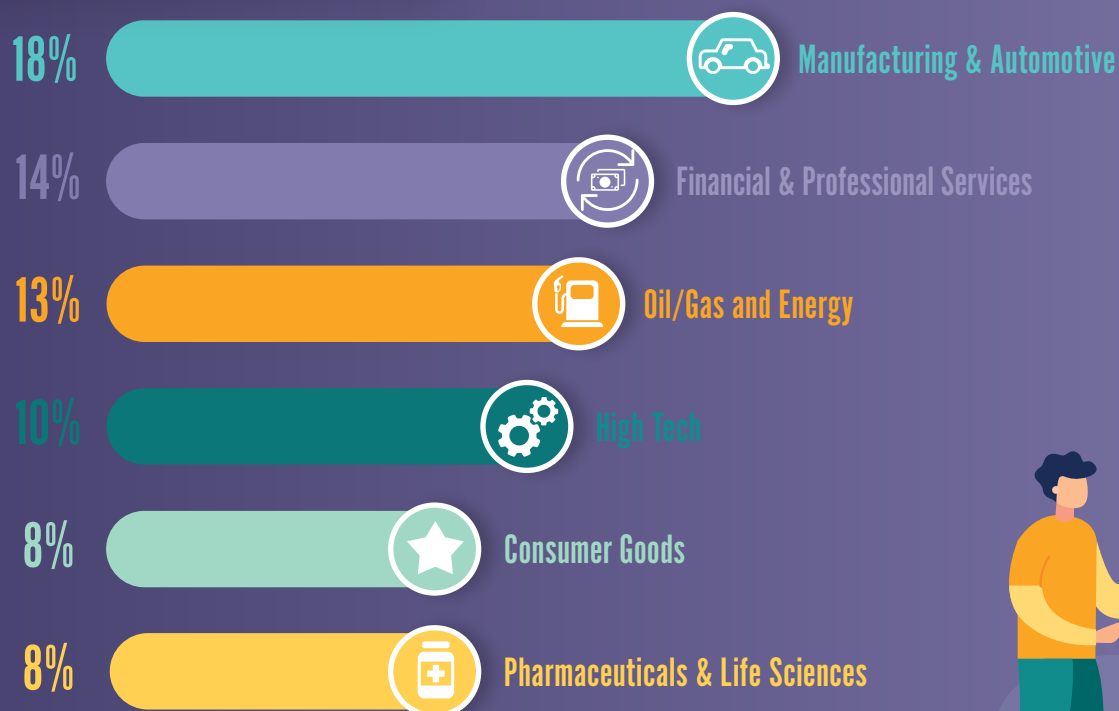 18% Manufacturing & Automotive
14% Financial & Professional Services
13% Oil/Gas and Energy
10% High Tech
8% Consumer Goods
8% Pharmaceuticals & Life Sciences